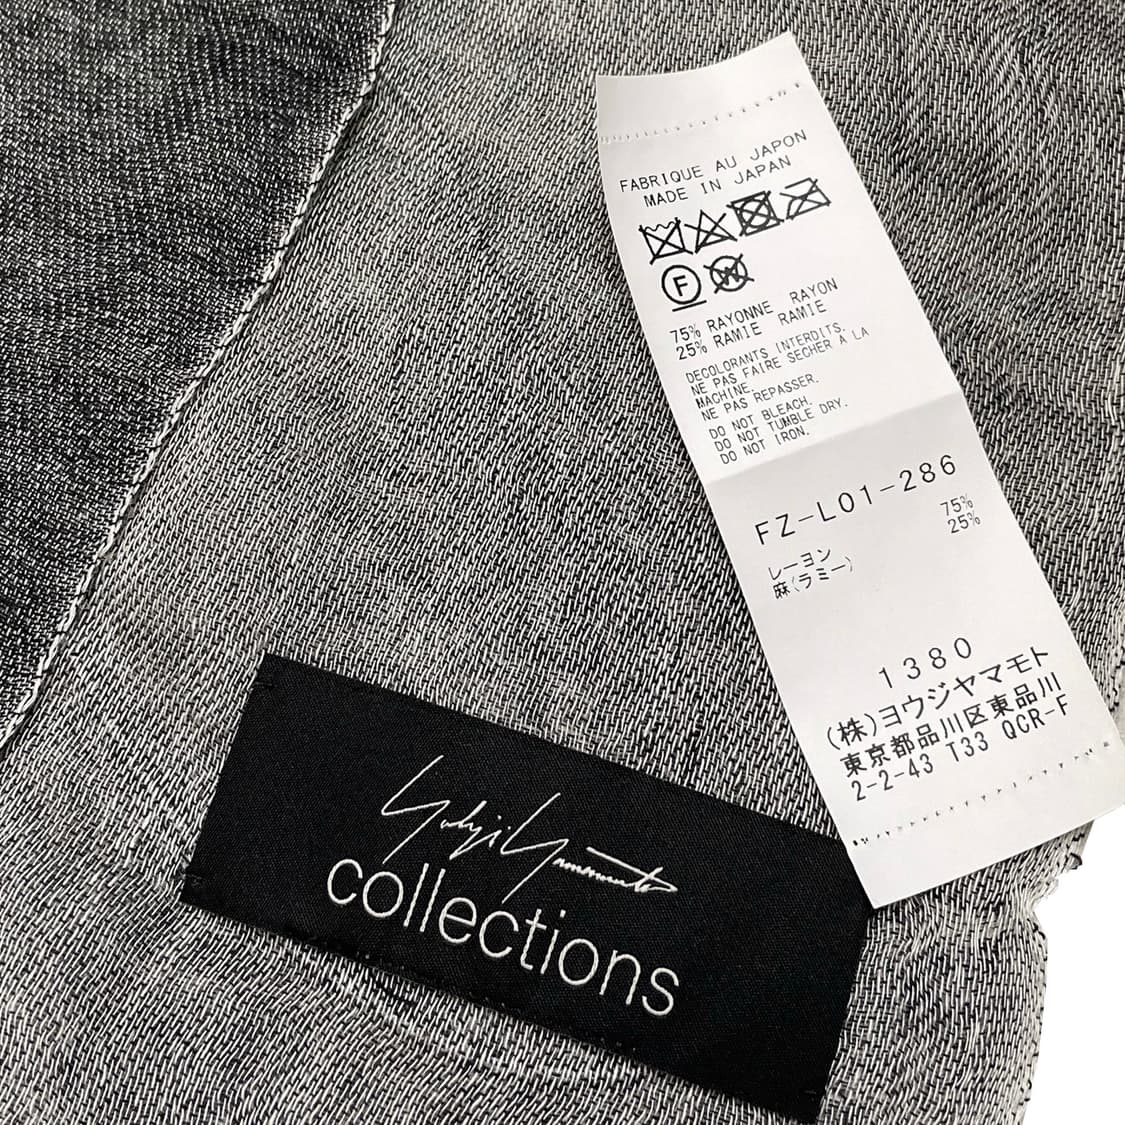 FABRIQUE AU JAPON
MADE IN JAPAN
F W
75% RAYONNE RAYON
25% RAMIE RAMIE
DECOLORANTS INTERDITS.
NE PAS FAIRE SECHER A LA
MACHINE.
NE PAS REPASSER.
DO NOT BLEACH.
DO NOT TUMBLE DRY.
DO NOT IRON.
FZ-L01-286
レーヨン 75%
麻(ラミー) 25%
1380
(株)ヨウジヤマモト
東京都品川区東品川
2-2-43 T33 QCR-F
Yohji Yamamoto
collections